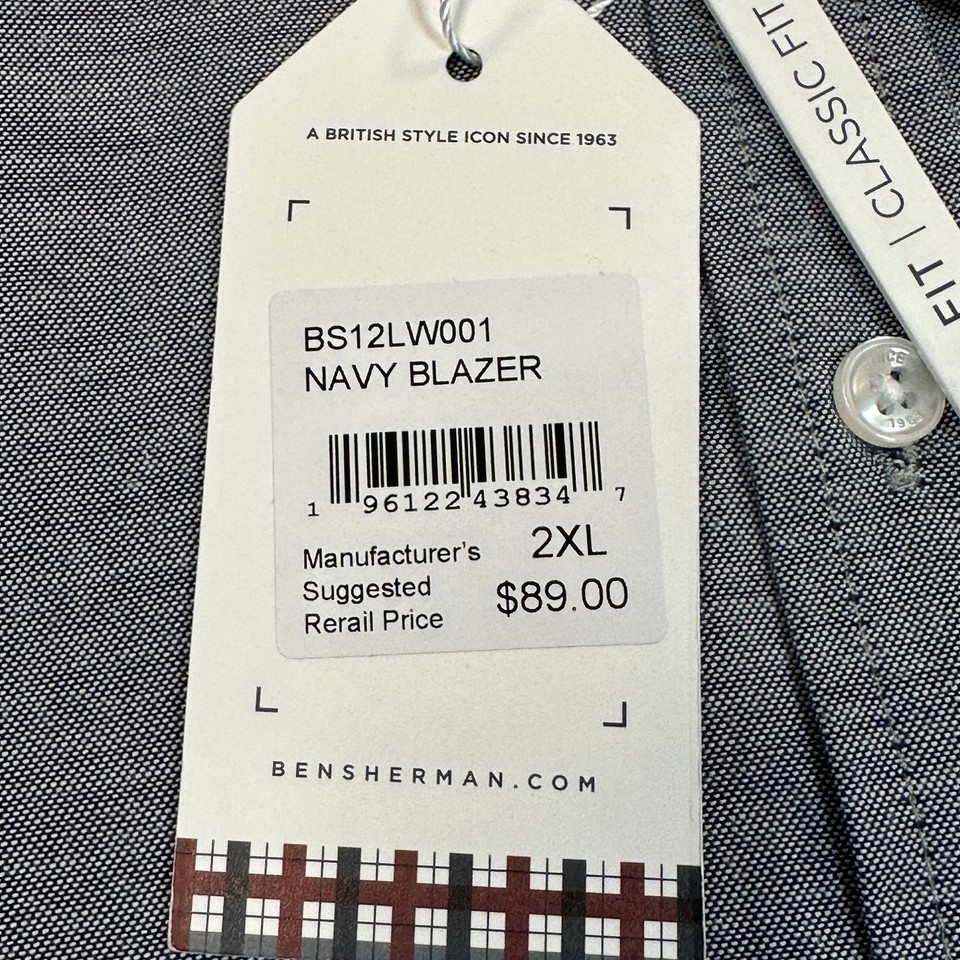 A BRITISH STYLE ICON SINCE 1963
BS12LW001
NAVY BLAZER
1 96122 43834 7
Manufacturer's
Suggested
Rerail Price
2XL
$89.00
BENSHERMAN.COM
FIT | CLASSIC FIT
1963